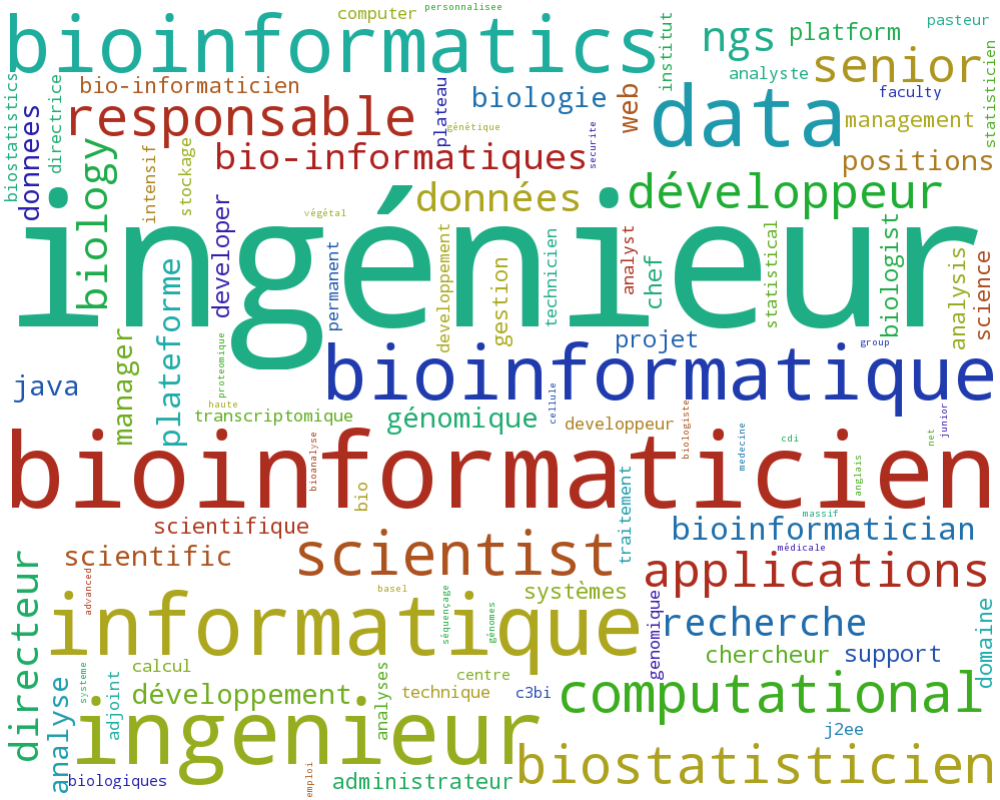 personnalisee
computer
bioinformatics
institut
ngs
platform
pasteur
statisticien
senior
analyste
faculty
bio-informaticien
biostatistics
directrice
donnees
responsable
plateau
biologie
génétique
web
data
management
securite
bio-informatiques
positions
intensif
stockage
biology
données
développeur
végétal
ingénieur
developer
permanent
developpement
gestion
technicien
analyst
chef
statistical
biologist
analysis
science
plateforme
manager
proteomique
projet
group
bioinformatique
java
haute
transcriptomique
génomique
cellule
developpeur
biologiste
medecine
cdi
net
junior
bioinformaticien
bioanalyse
bio
anglais
massif
scientifique
traitement
bioinformatician
scientific
scientist
médicale
applications
directeur
advanced
basel
systèmes
informatique
séquençage
génomes
genomique
recherche
domaine
chercheur
support
systeme
calcul
centre
analyse
adjoint
développement
analyses
technique
c3bi
computational
ingenieur
j2ee
biostatisticien
biologiques
emploi
administrateur